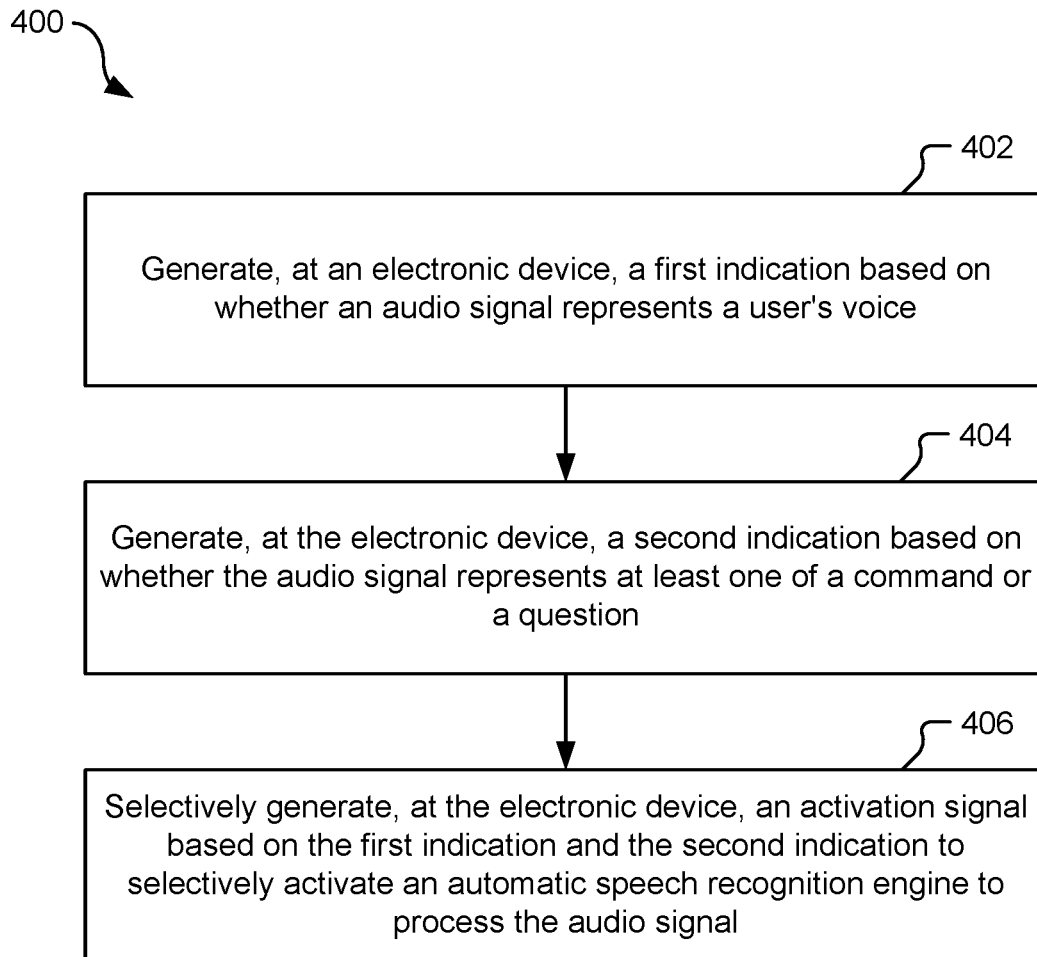 400
402
Generate, at an electronic device, a first indication based on
whether an audio signal represents a user's voice
404
Generate, at the electronic device, a second indication based on
whether the audio signal represents at least one of a command or
a question
406
Selectively generate, at the electronic device, an activation signal
based on the first indication and the second indication to
selectively activate an automatic speech recognition engine to
process the audio signal